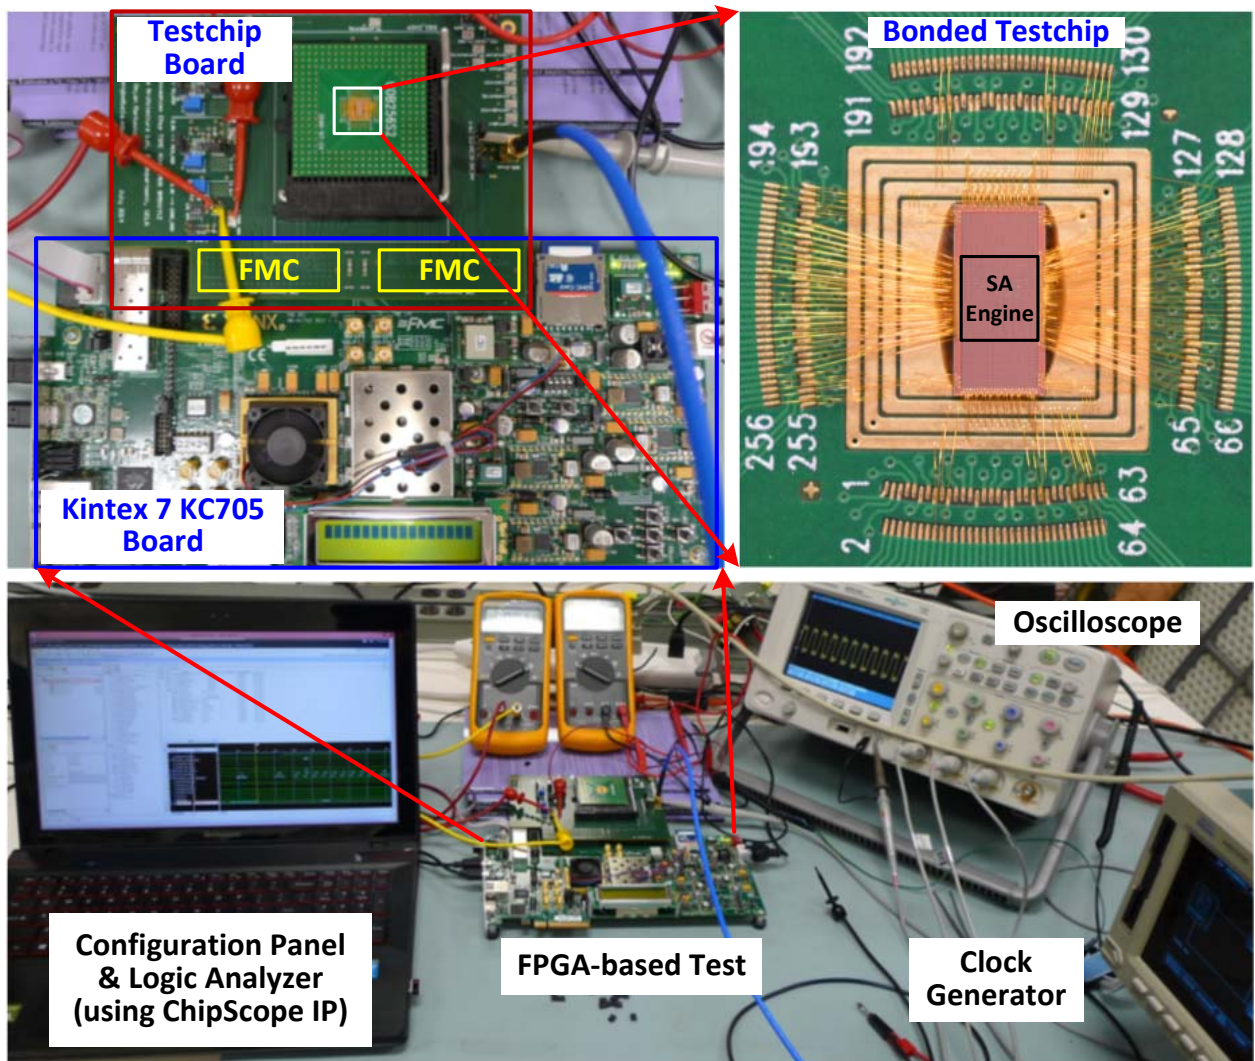 Testchip
Board
FMC
FMC
Kintex 7 KC705
Board
Bonded Testchip
192
130
191
129
194
193
127
128
SA
Engine
256
255
65
66
1
63
2
64
Oscilloscope
Configuration Panel
& Logic Analyzer
(using ChipScope IP)
FPGA-based Test
Clock
Generator